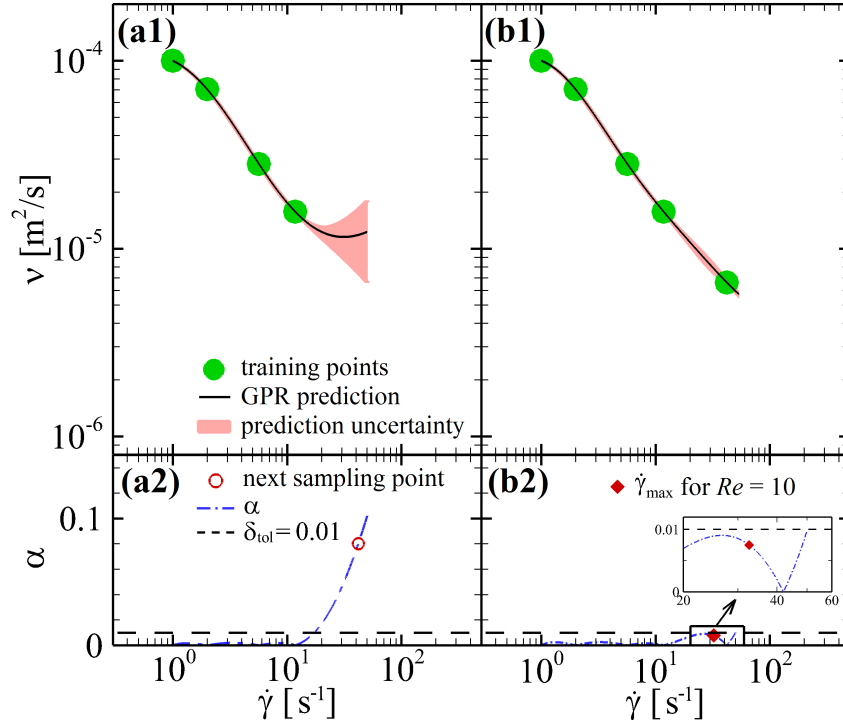 (a1)
(b1)
10⁻⁴
10⁻⁵
10⁻⁶
ν [m²/s]
training points
GPR prediction
prediction uncertainty
(a2)
(b2)
next sampling point
α
δtol = 0.01
γ̇max for Re = 10
0.01
0
20 40 60
0.1
0
α
10⁰ 10¹ 10² 10⁰ 10¹ 10²
γ̇ [ s⁻¹] γ̇ [ s⁻¹]